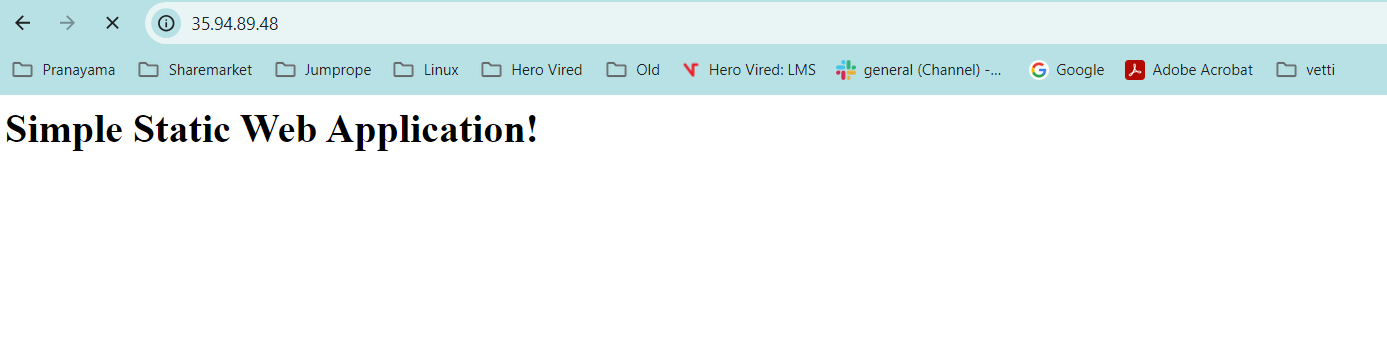 35.94.89.48
Pranayama Sharemarket Jumprope Linux Hero Vired Old Hero Vired: LMS general (Channel) -... Google Adobe Acrobat vetti
Simple Static Web Application!